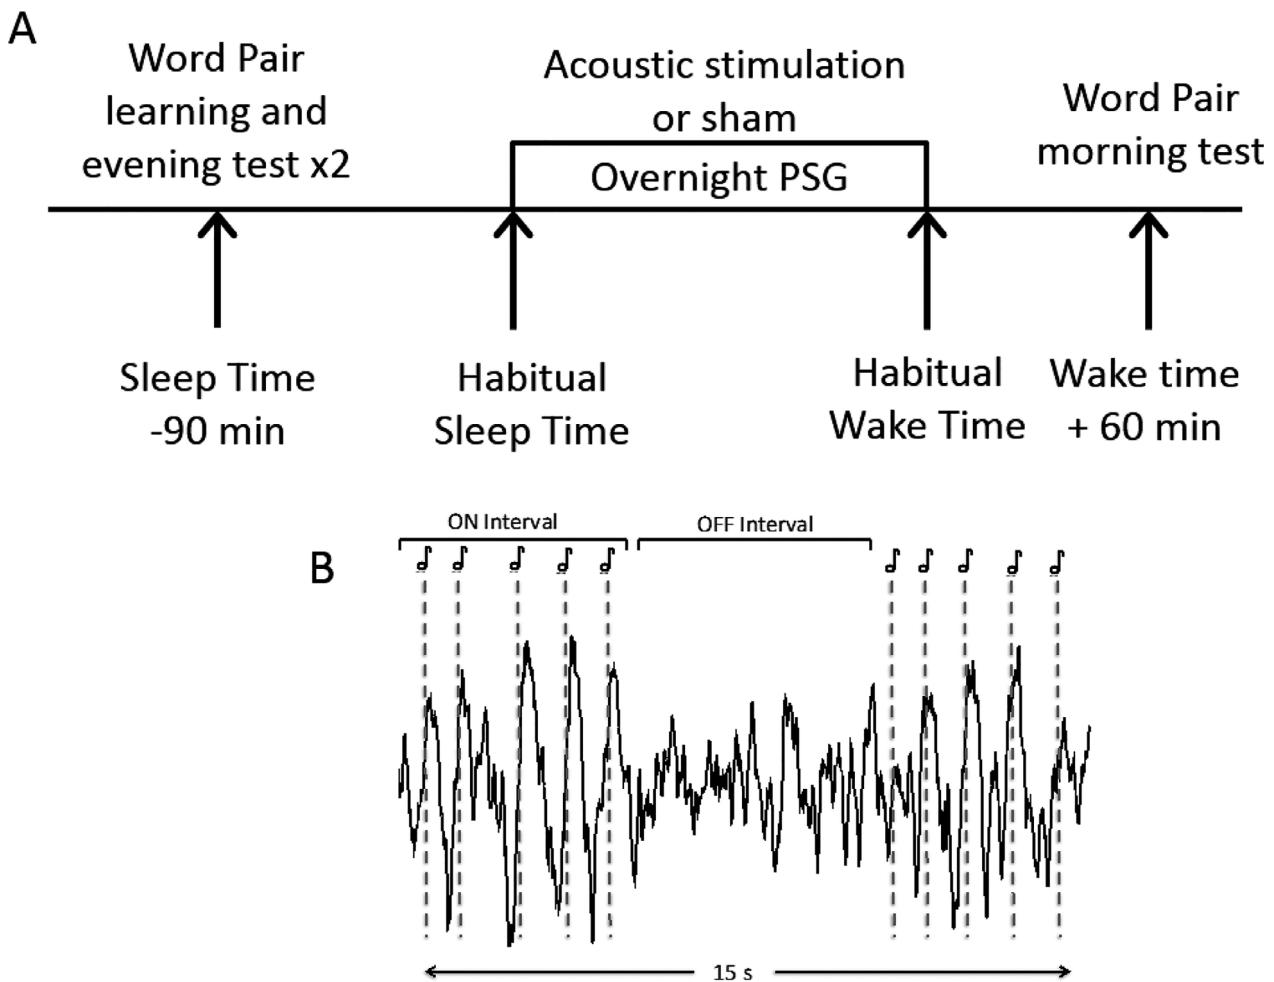 A
Word Pair
learning and
evening test x2
Acoustic stimulation
or sham
Overnight PSG
Word Pair
morning test
Sleep Time
-90 min
Habitual
Sleep Time
Habitual
Wake Time
Wake time
+ 60 min
B
ON Interval
OFF Interval
15 s